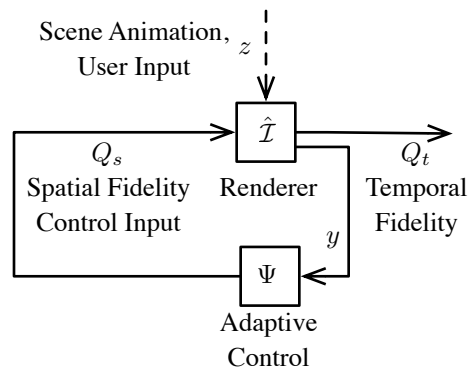 Scene Animation,
User Input
z
Î
Q_s
Spatial Fidelity
Control Input
Renderer
Q_t
Temporal
Fidelity
y
Ψ
Adaptive
Control